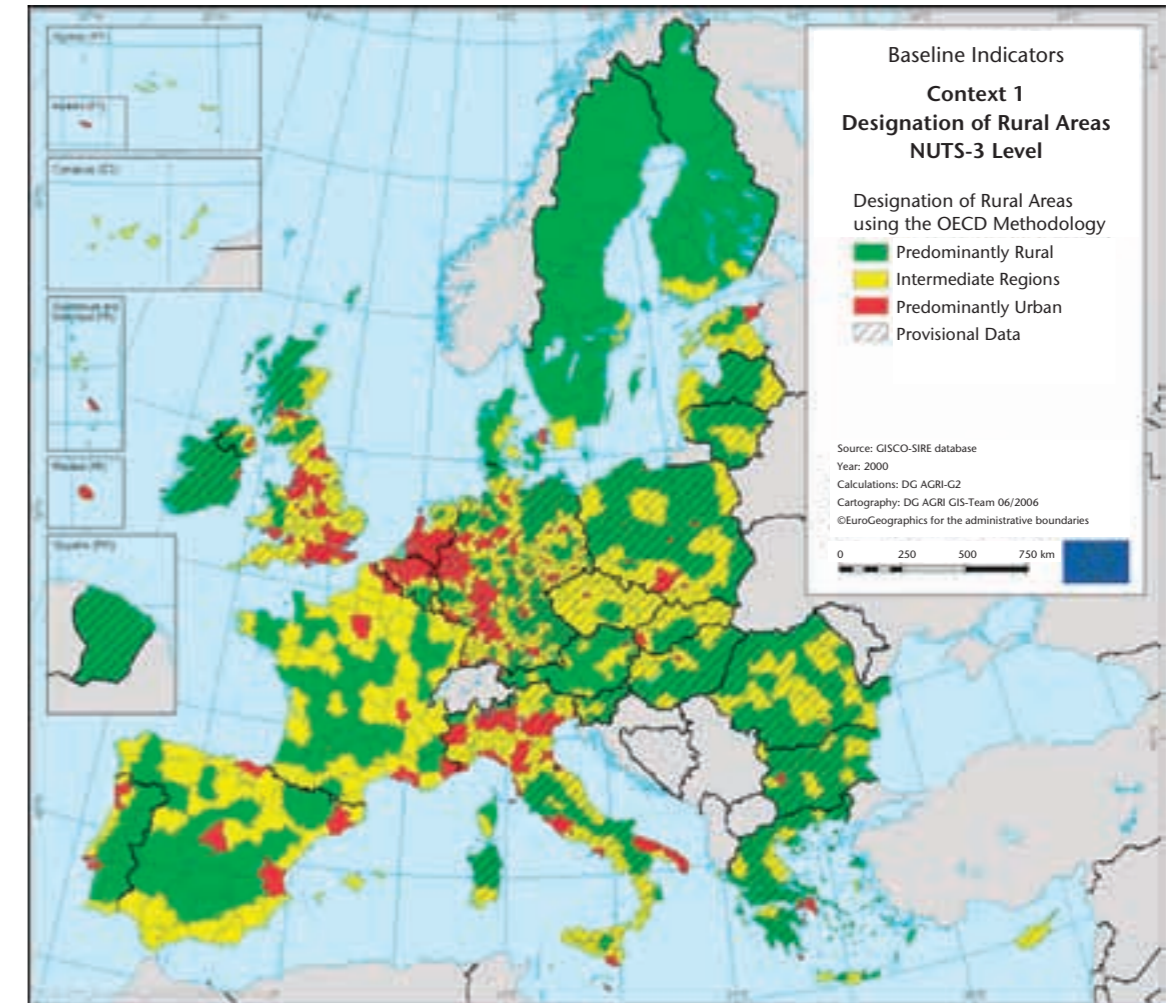 Baseline Indicators
Context 1
Designation of Rural Areas
NUTS-3 Level
Designation of Rural Areas
using the OECD Methodology
Predominantly Rural
Intermediate Regions
Predominantly Urban
Provisional Data
Source: GISCO-SIRE database
Year: 2000
Calculations: DG AGRI-G2
Cartography: DG AGRI GIS-Team 06/2006
©EuroGeographics for the administrative boundaries
0 250 500 750 km